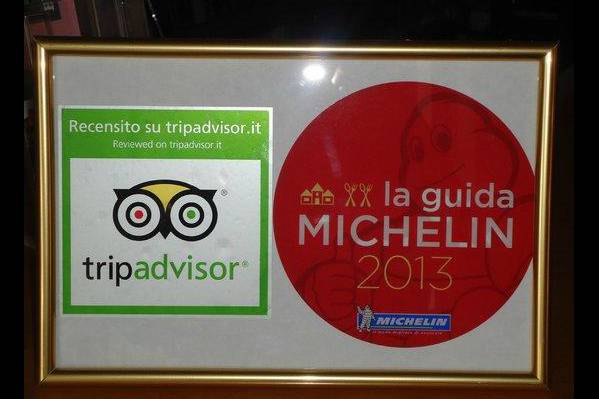 Recensito su tripadvisor.it
Reviewed on tripadvisor.it
tripadvisor®
la guida
MICHELIN
2013
MICHELIN